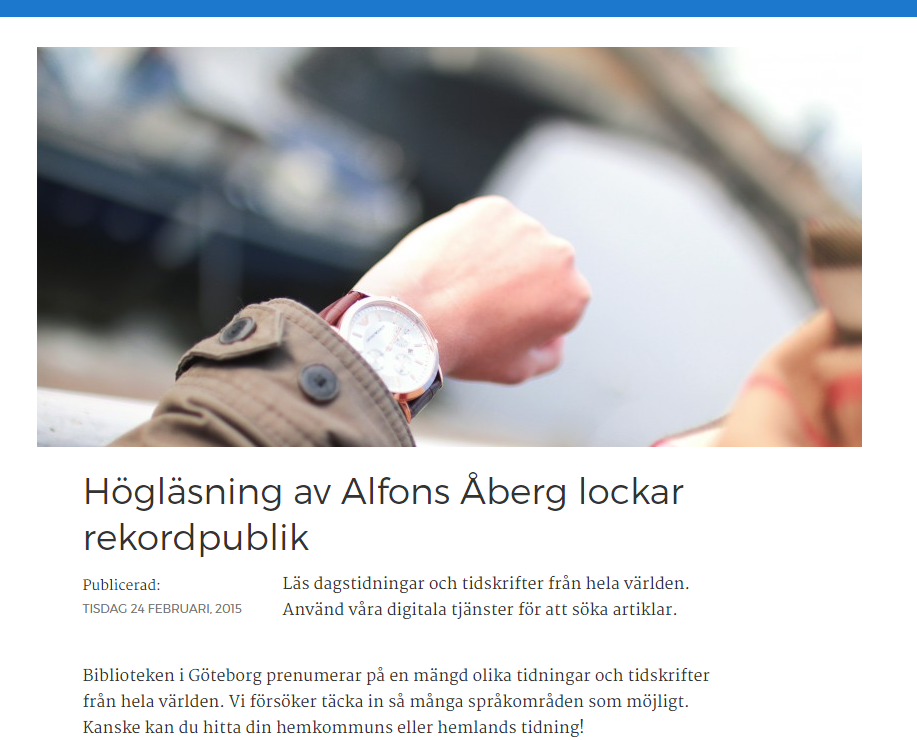 Högläsning av Alfons Åberg lockar
rekordpublik
Publicerad:
TISDAG 24 FEBRUARI, 2015
Läs dagstidningar och tidskrifter från hela världen.
Använd våra digitala tjänster för att söka artiklar.
Biblioteken i Göteborg prenumerar på en mängd olika tidningar och tidskrifter
från hela världen. Vi försöker täcka in så många språkområden som möjligt.
Kanske kan du hitta din hemkommuns eller hemlands tidning!